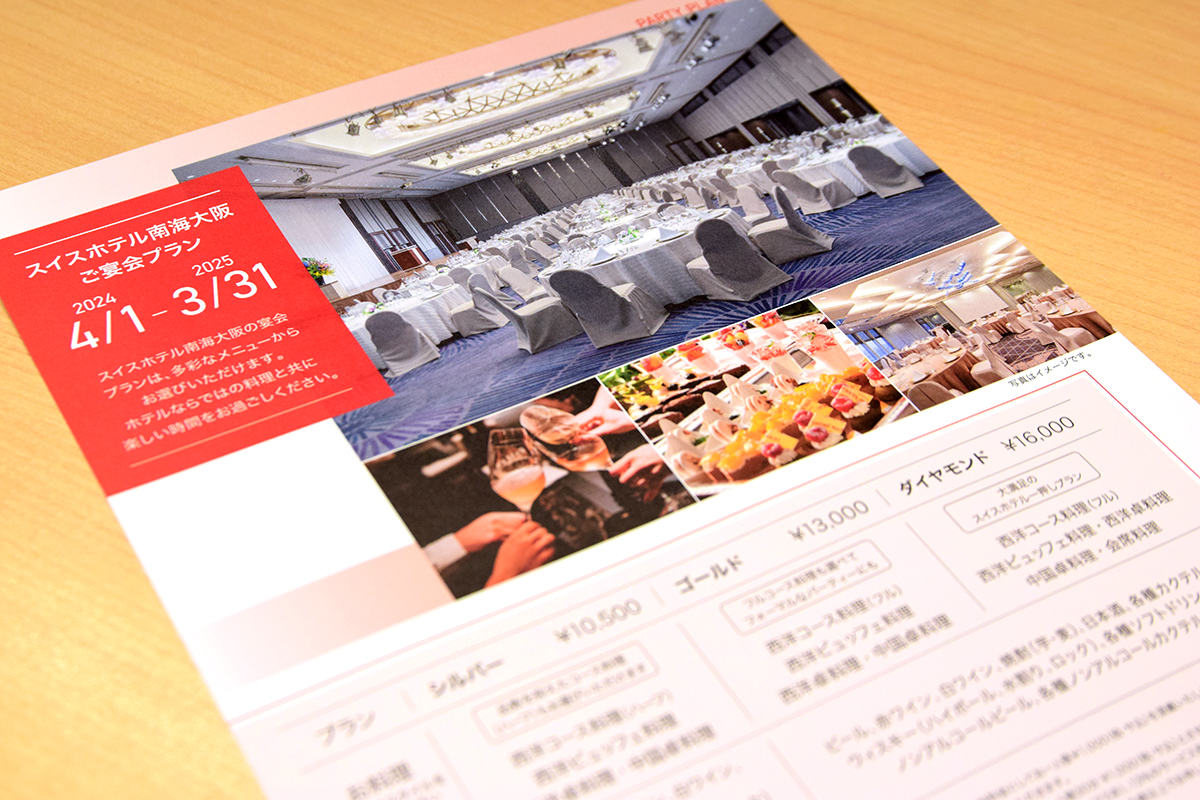 PARTY PLAN
スイスホテル南海大阪
ご宴会プラン
2024 2025
4/1 – 3/31
スイスホテル南海大阪の宴会
プランは、多彩なメニューから
お選びいただけます。
ホテルならではの料理と共に
楽しい時間をお過ごしください。
写真はイメージです。
プラン
シルバー ¥10,500
ゴールド ¥13,000
ダイヤモンド ¥16,000
お料理
西洋コース料理(ハーフ)
西洋ビュッフェ料理
西洋卓料理・中国卓料理
フルコース料理も選べて
フォーマルなパーティーにも
西洋コース料理(フル)
西洋ビュッフェ料理
西洋卓料理・中国卓料理
大満足の
スイスホテル一押しプラン
西洋コース料理(フル)
西洋ビュッフェ料理・西洋卓料理
中国卓料理・会席料理
ビール、赤ワイン、白ワイン、焼酎(芋・麦)、日本酒、各種カクテル
ウィスキー(ハイボール、水割り、ロック)、各種ソフトドリン
ノンアルコールビール、各種ノンアルコールカクテル
白ワイン、